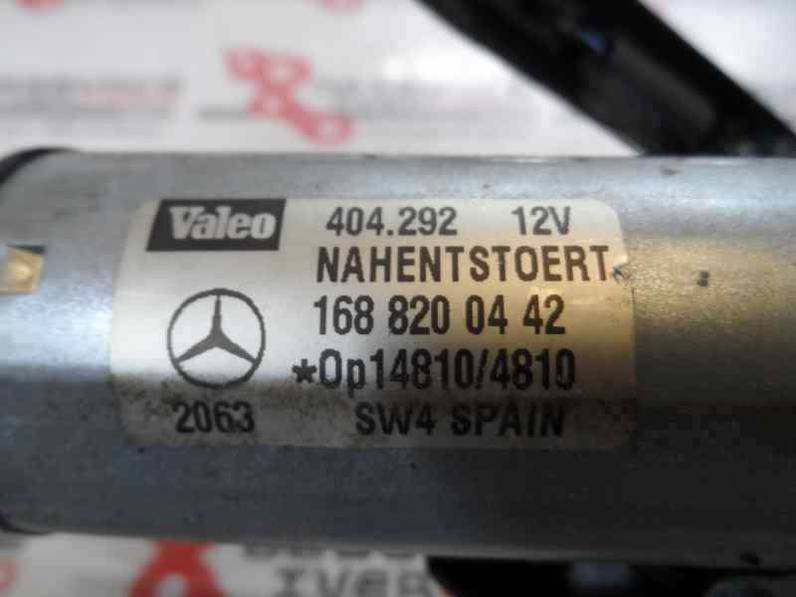 Valeo 404.292 12V
NAHENTSTOERT
168 820 04 42
*Op14810/4810
2063 SW4 SPAIN